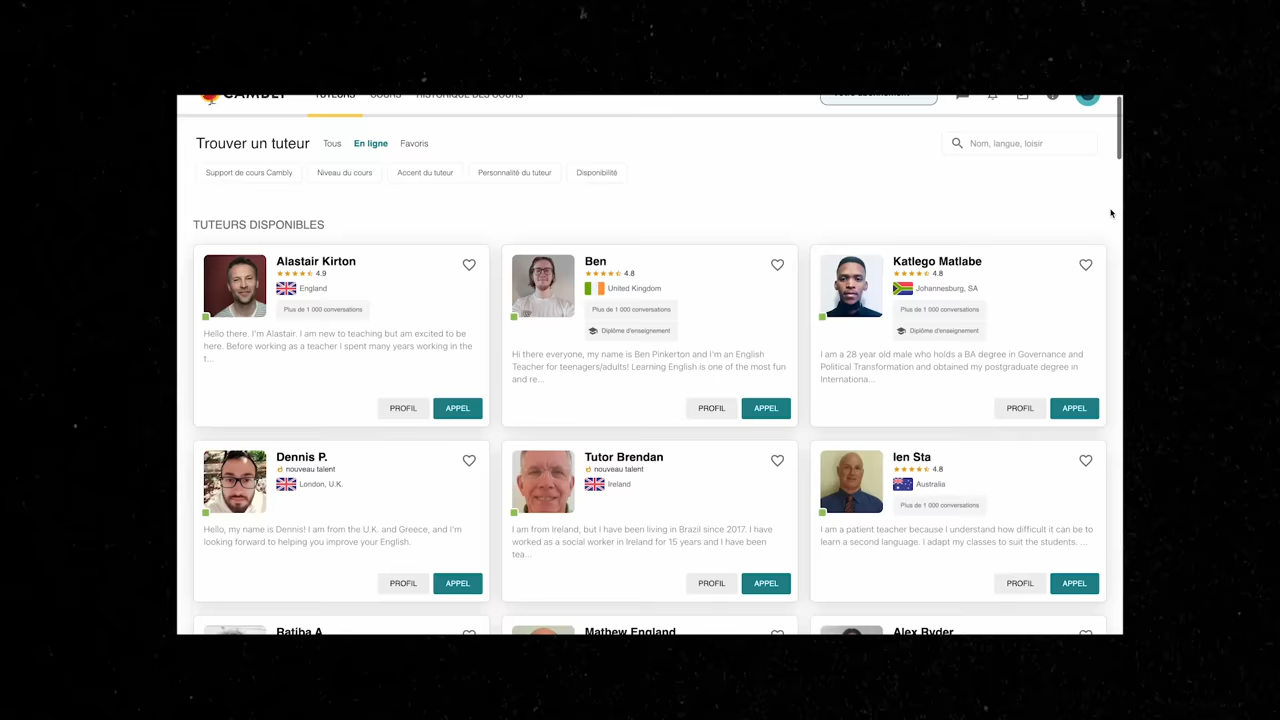 CAMBLY TUTEURS COURS HISTORIQUE DES COURS Votre abonnement
Trouver un tuteur Tous En ligne Favoris Nom, langue, loisir
Support de cours Cambly Niveau du cours Accent du tuteur Personnalité du tuteur Disponibilité
TUTEURS DISPONIBLES
Alastair Kirton
4.9
England
Plus de 1 000 conversations
Hello there. I'm Alastair. I am new to teaching but am excited to be
here. Before working as a teacher I spent many years working in the
t...
PROFIL APPEL
Ben
4.8
United Kingdom
Plus de 1 000 conversations
Diplôme d'enseignement
Hi there everyone, my name is Ben Pinkerton and I'm an English
Teacher for teenagers/adults! Learning English is one of the most fun
and re...
PROFIL APPEL
Katlego Matlabe
4.8
Johannesburg, SA
Plus de 1 000 conversations
Diplôme d'enseignement
I am a 28 year old male who holds a BA degree in Governance and
Political Transformation and obtained my postgraduate degree in
Internationa...
PROFIL APPEL
Dennis P.
nouveau talent
London, U.K.
Hello, my name is Dennis! I am from the U.K. and Greece, and I'm
looking forward to helping you improve your English.
PROFIL APPEL
Tutor Brendan
nouveau talent
Ireland
I am from Ireland, but I have been living in Brazil since 2017. I have
worked as a social worker in Ireland for 15 years and I have been
tea...
PROFIL APPEL
Ien Sta
4.8
Australia
Plus de 1 000 conversations
I am a patient teacher because I understand how difficult it can be to
learn a second language. I adapt my classes to suit the students. ...
PROFIL APPEL
Batiba A.
Mathew England
Alex Ryder